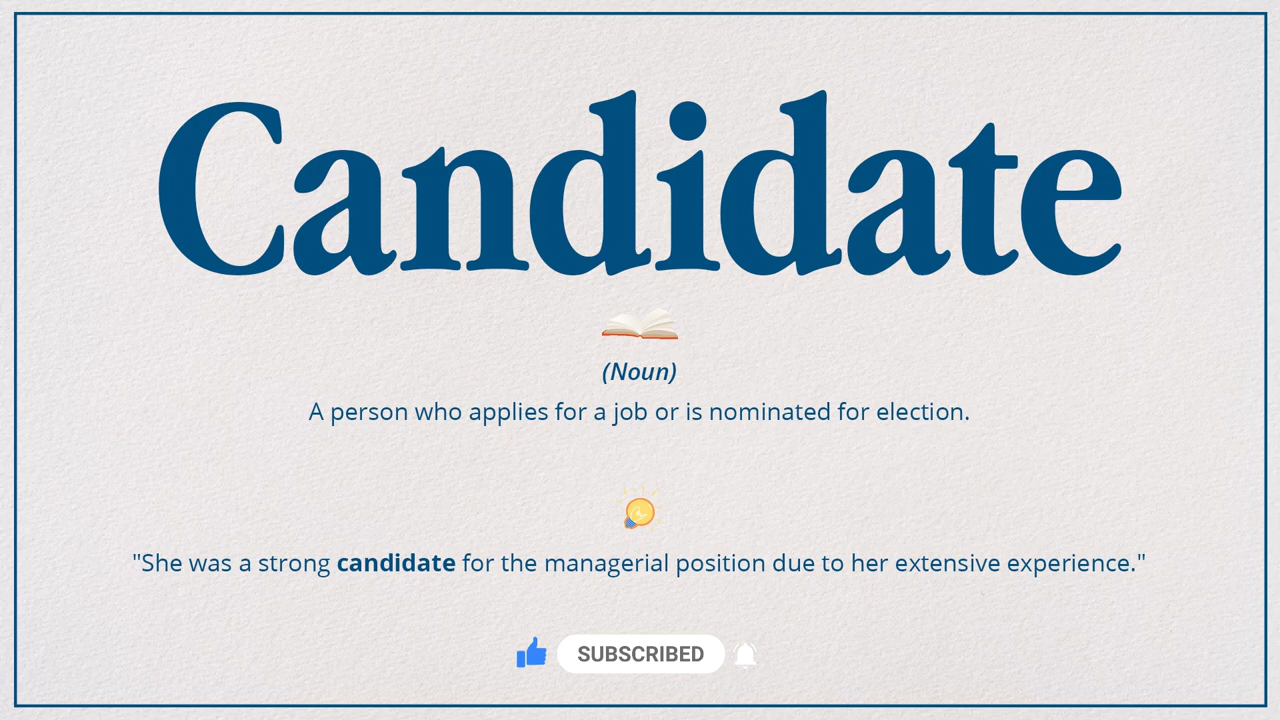 Candidate
(Noun)
A person who applies for a job or is nominated for election.
"She was a strong candidate for the managerial position due to her extensive experience."
SUBSCRIBED